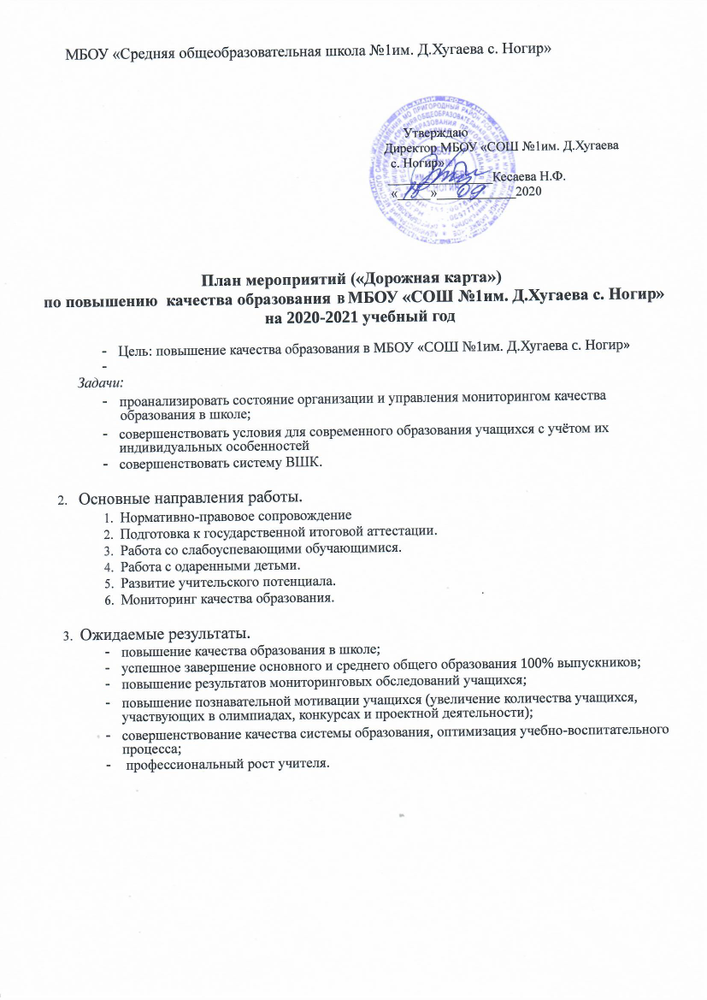 МБОУ «Средняя общеобразовательная школа №1им. Д.Хугаева с. Ногир»
Утверждаю
Директор МБОУ «СОШ №1им. Д.Хугаева
с. Ногир»
Кесаева Н.Ф.
« » 09 2020
План мероприятий («Дорожная карта»)
по повышению качества образования в МБОУ «СОШ №1им. Д.Хугаева с. Ногир»
на 2020-2021 учебный год
- Цель: повышение качества образования в МБОУ «СОШ №1им. Д.Хугаева с. Ногир»
-
Задачи:
- проанализировать состояние организации и управления мониторингом качества
образования в школе;
- совершенствовать условия для современного образования учащихся с учётом их
индивидуальных особенностей
- совершенствовать систему ВШК.
2. Основные направления работы.
1. Нормативно-правовое сопровождение
2. Подготовка к государственной итоговой аттестации.
3. Работа со слабоуспевающими обучающимися.
4. Работа с одаренными детьми.
5. Развитие учительского потенциала.
6. Мониторинг качества образования.
3. Ожидаемые результаты.
- повышение качества образования в школе;
- успешное завершение основного и среднего общего образования 100% выпускников;
- повышение результатов мониторинговых обследований учащихся;
- повышение познавательной мотивации учащихся (увеличение количества учащихся,
участвующих в олимпиадах, конкурсах и проектной деятельности);
- совершенствование качества системы образования, оптимизация учебно-воспитательного
процесса;
- профессиональный рост учителя.